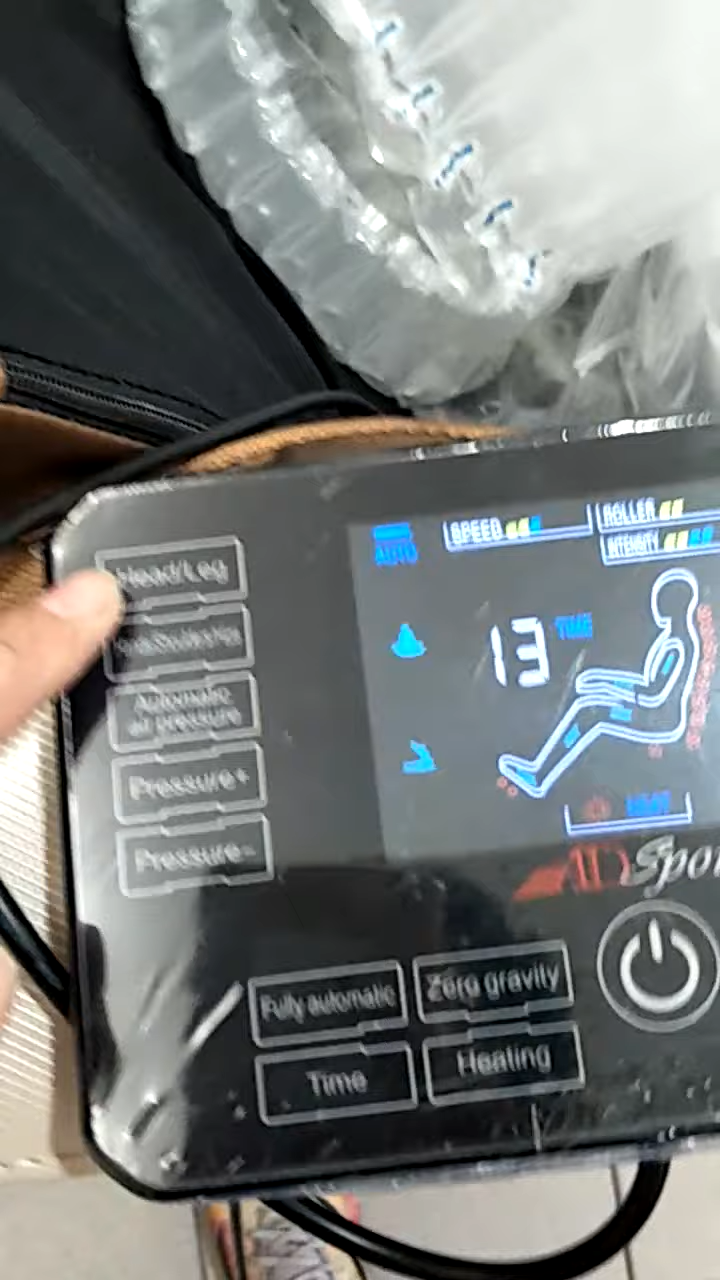 Head/Leg
Automatic
air pressure
Pressure+
Pressure-
AUTO
SPEED
ROLLER
INTENSITY
13 TIME
HEAT
Fully automatic
Zero gravity
Time
Heating